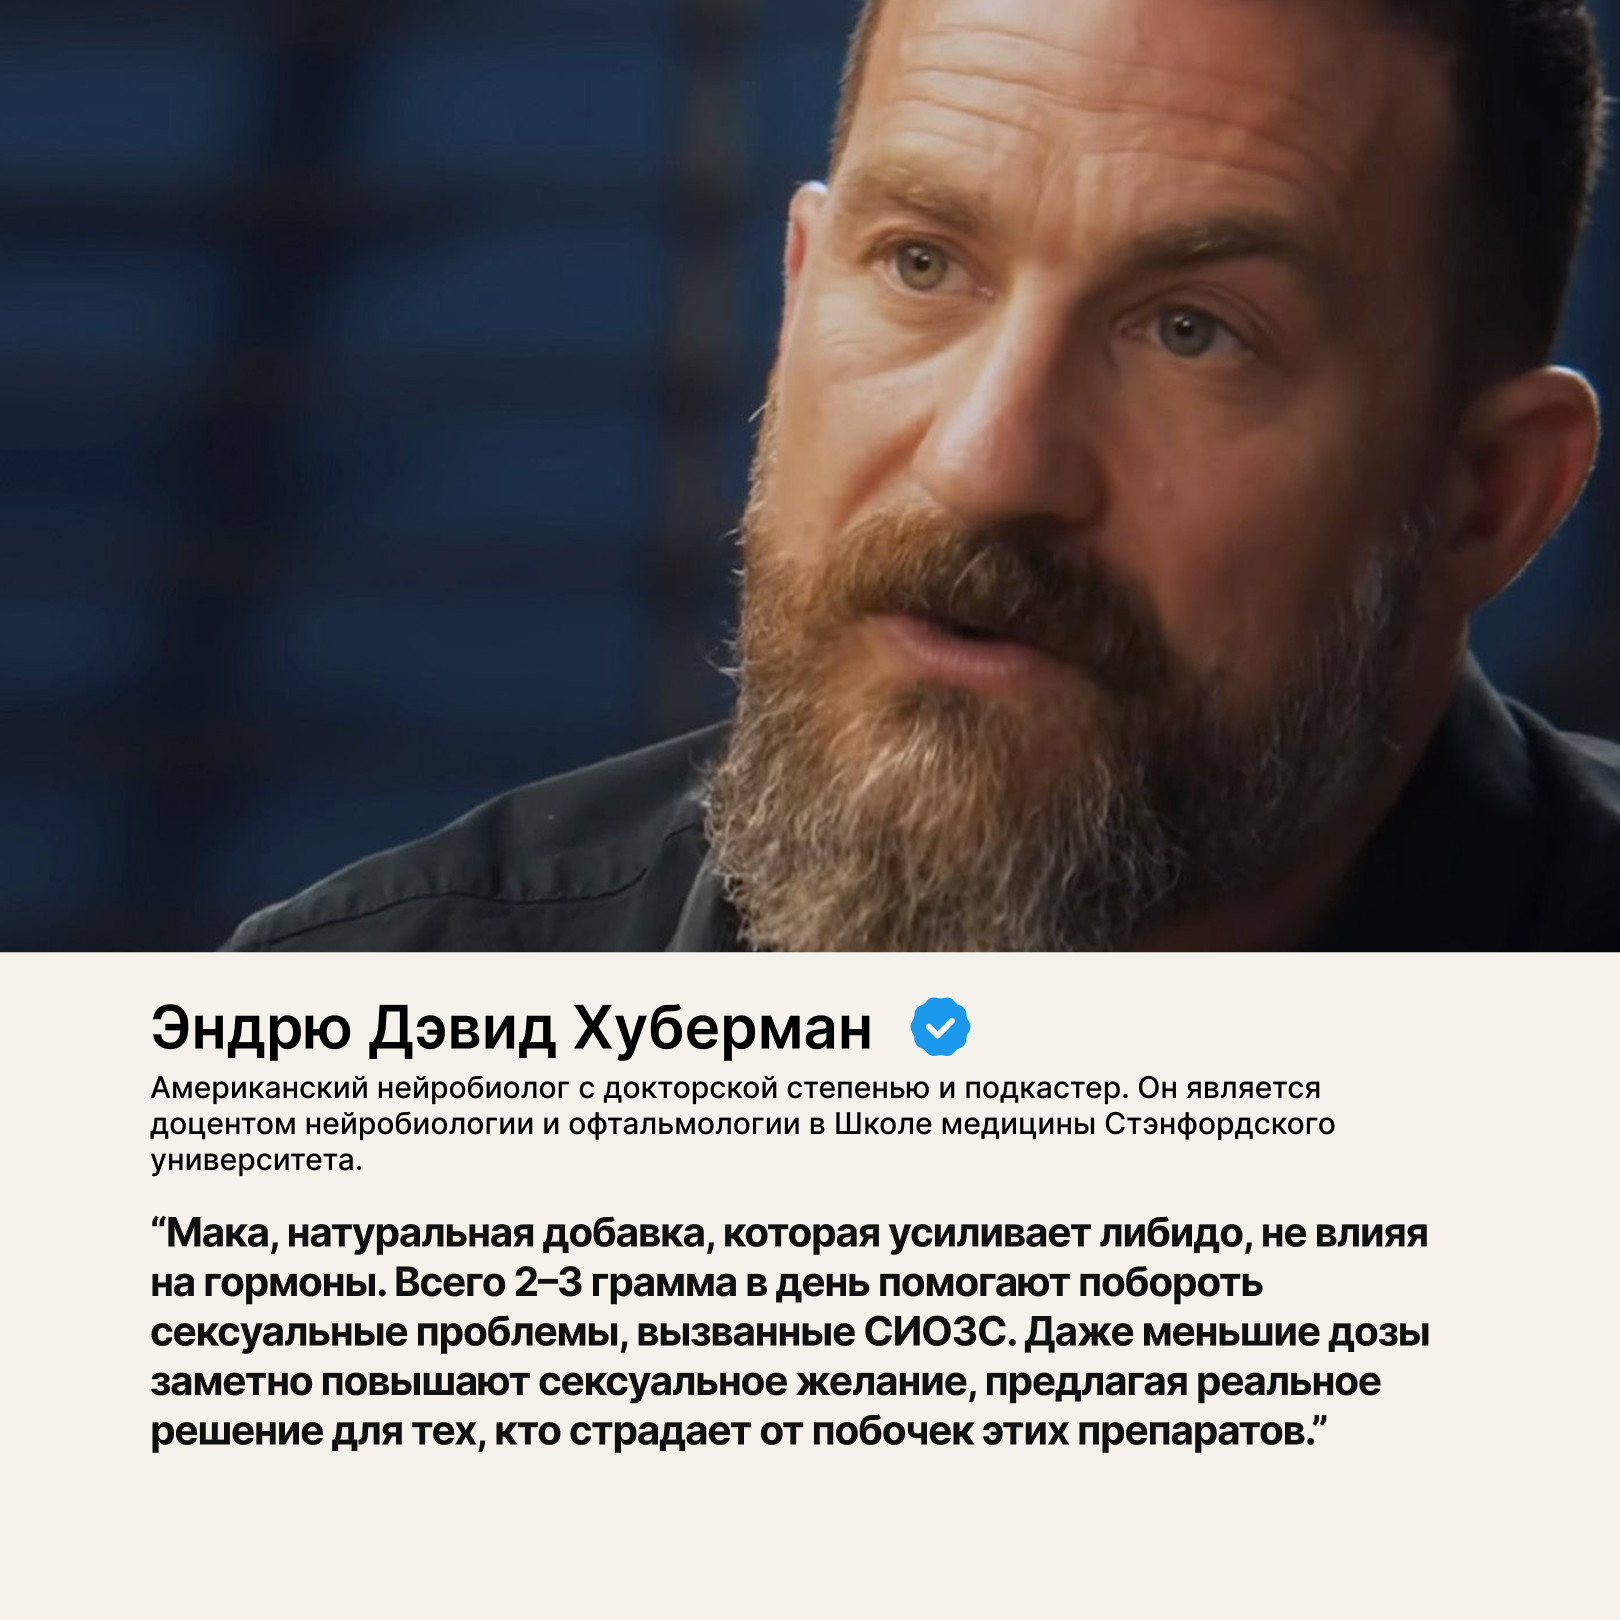 Эндрю Дэвид Хуберман
Американский нейробиолог с докторской степенью и подкастер. Он является
доцентом нейробиологии и офтальмологии в Школе медицины Стэнфордского
университета.
“Мака, натуральная добавка, которая усиливает либидо, не влияя
на гормоны. Всего 2–3 грамма в день помогают побороть
сексуальные проблемы, вызванные СИОЗС. Даже меньшие дозы
заметно повышают сексуальное желание, предлагая реальное
решение для тех, кто страдает от побочек этих препаратов.”